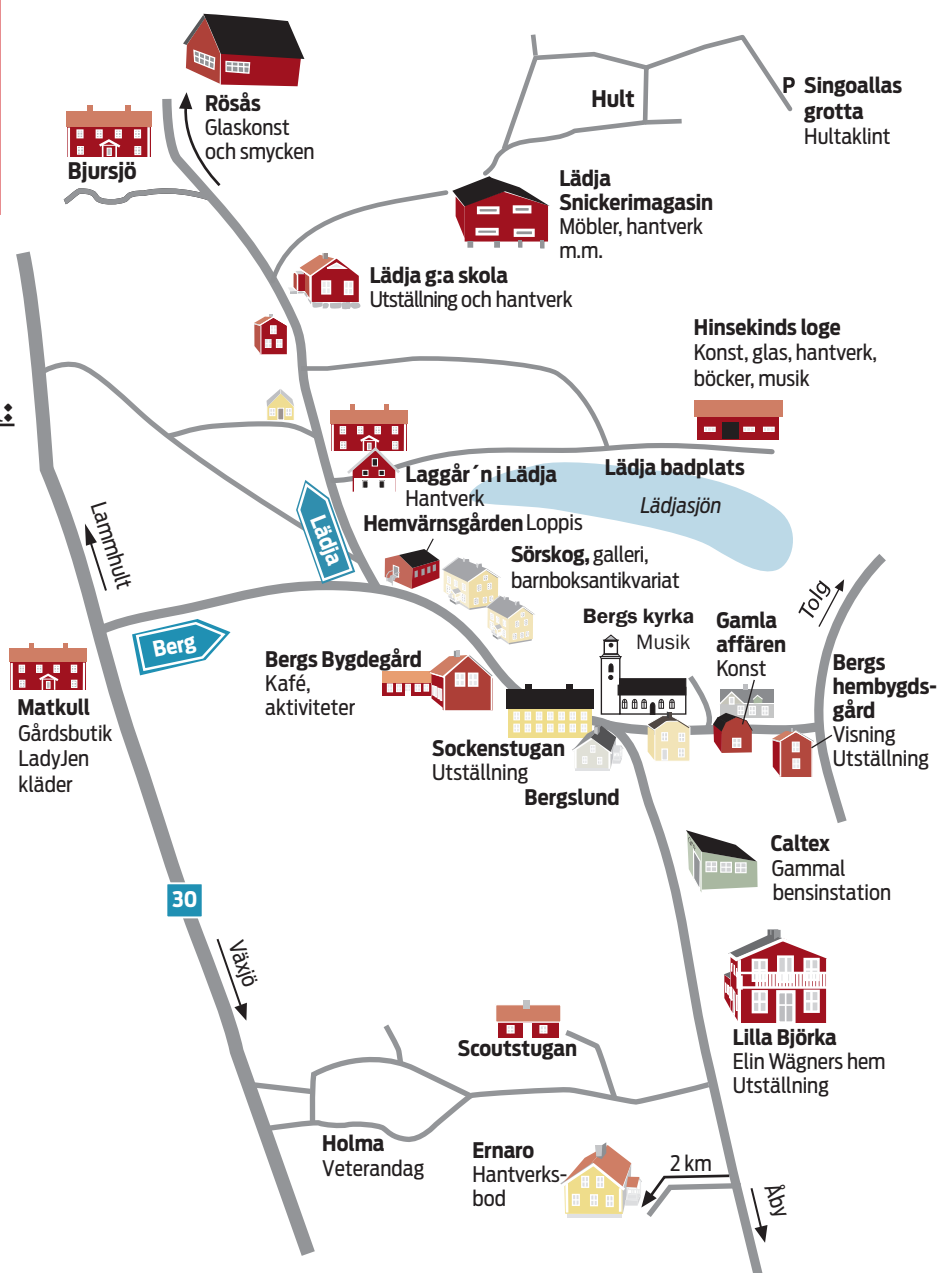 Rösås
Glaskonst
och smycken
Bjursjö
Hult
P Singoallas
grotta
Hultaklint
Lädja
Snickerimagasin
Möbler, hantverk
m.m.
Lädja g:a skola
Utställning och hantverk
Hinsekinds loge
Konst, glas, hantverk,
böcker, musik
Laggår´n i Lädja
Hantverk
Lädja badplats
Lädjasjön
Hemvärnsgården Loppis
Sörskog, galleri,
barnboksantikvariat
Lädja
Lammhult
Berg
Tolg
Bergs kyrka
Musik
Gamla
affären
Konst
Bergs
hembygds-
gård
Visning
Utställning
Bergs Bygdegård
Kafé,
aktiviteter
Matkull
Gårdsbutik
LadyJen
kläder
Sockenstugan
Utställning
Bergslund
Caltex
Gammal
bensinstation
30
Växjö
Lilla Björka
Elin Wägners hem
Utställning
Scoutstugan
Holma
Veterandag
Ernaro
Hantverks-
bod
2 km
Åby